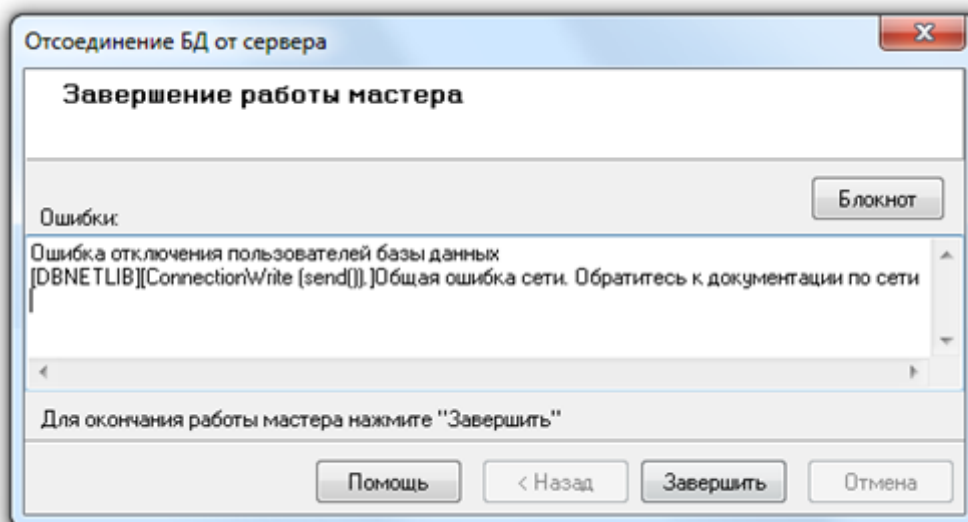 Отсоединение БД от сервера
Завершение работы мастера
Блокнот
Ошибки:
Ошибка отключения пользователей базы данных
[DBNETLIB][ConnectionWrite (send()).]Общая ошибка сети. Обратитесь к документации по сети
Для окончания работы мастера нажмите "Завершить"
Помощь
< Назад
Завершить
Отмена